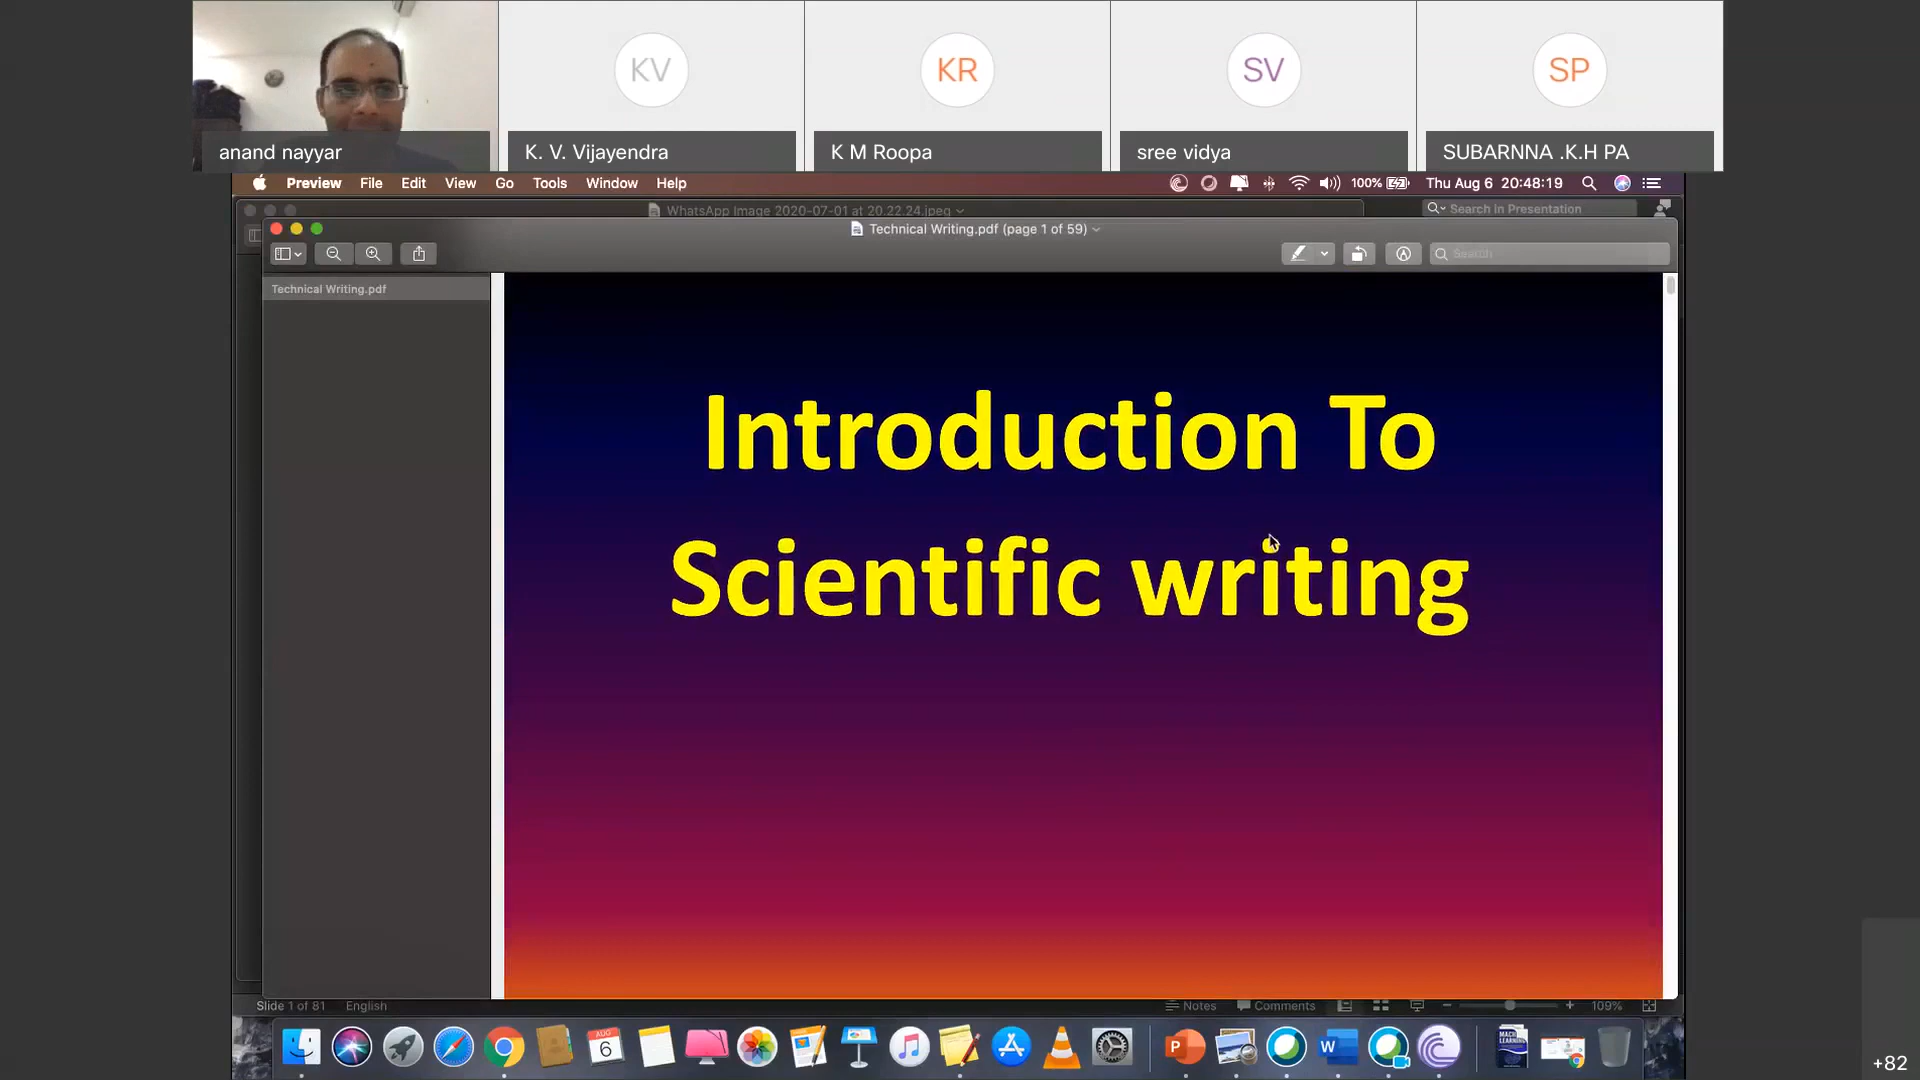 KV
KR
SV
SP
anand nayyar
K. V. Vijayendra
K M Roopa
sree vidya
SUBARNNA .K.H PA
Preview File Edit View Go Tools Window Help
100% Thu Aug 6 20:48:19
WhatsApp Image 2020-07-01 at 20.22.24.jpeg
Search in Presentation
Technical Writing.pdf (page 1 of 59)
Search
Technical Writing.pdf
Introduction To
Scientific writing
Slide 1 of 81 English
Notes Comments 109%
AUG
6
P
W
+82